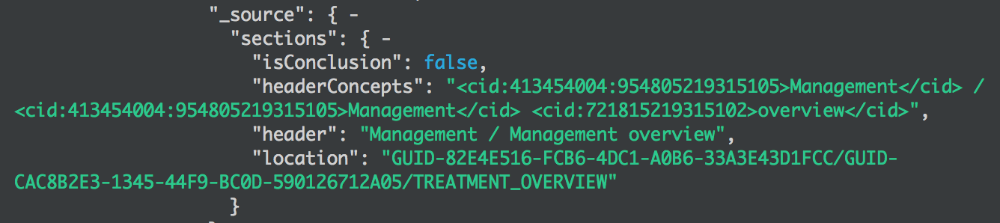 "_source": { -
"sections": { -
"isConclusion": false,
"headerConcepts": "<cid:413454004:954805219315105>Management</cid> /
<cid:413454004:954805219315105>Management</cid> <cid:721815219315102>overview</cid>",
"header": "Management / Management overview",
"location": "GUID-82E4E516-FCB6-4DC1-A0B6-33A3E43D1FCC/GUID-
CAC8B2E3-1345-44F9-BC0D-590126712A05/TREATMENT_OVERVIEW"
}